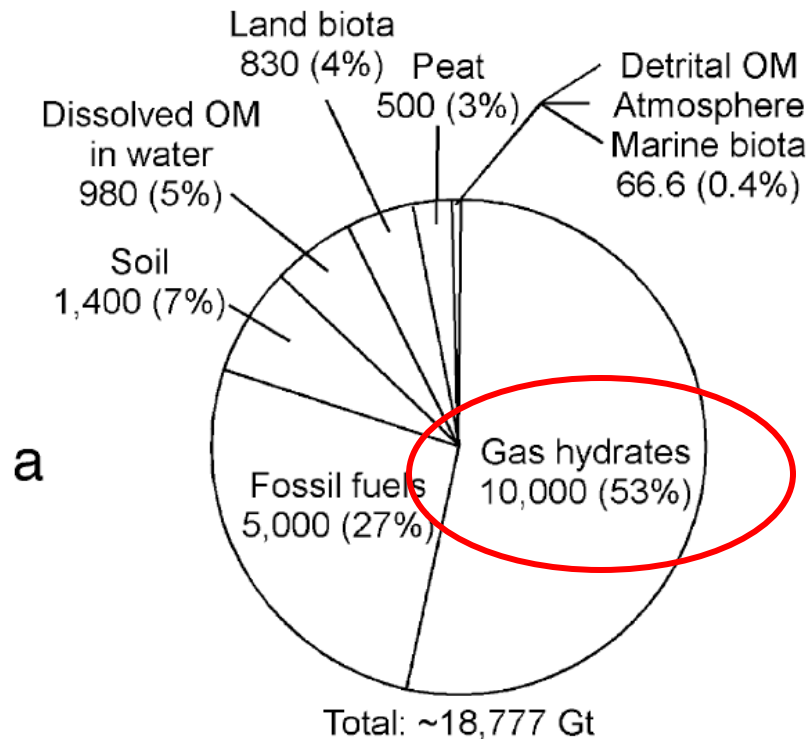 Land biota
830 (4%)
Peat
500 (3%)
Detrital OM
Atmosphere
Marine biota
66.6 (0.4%)
Dissolved OM
in water
980 (5%)
Soil
1,400 (7%)
a
Gas hydrates
10,000 (53%)
Fossil fuels
5,000 (27%)
Total: ~18,777 Gt